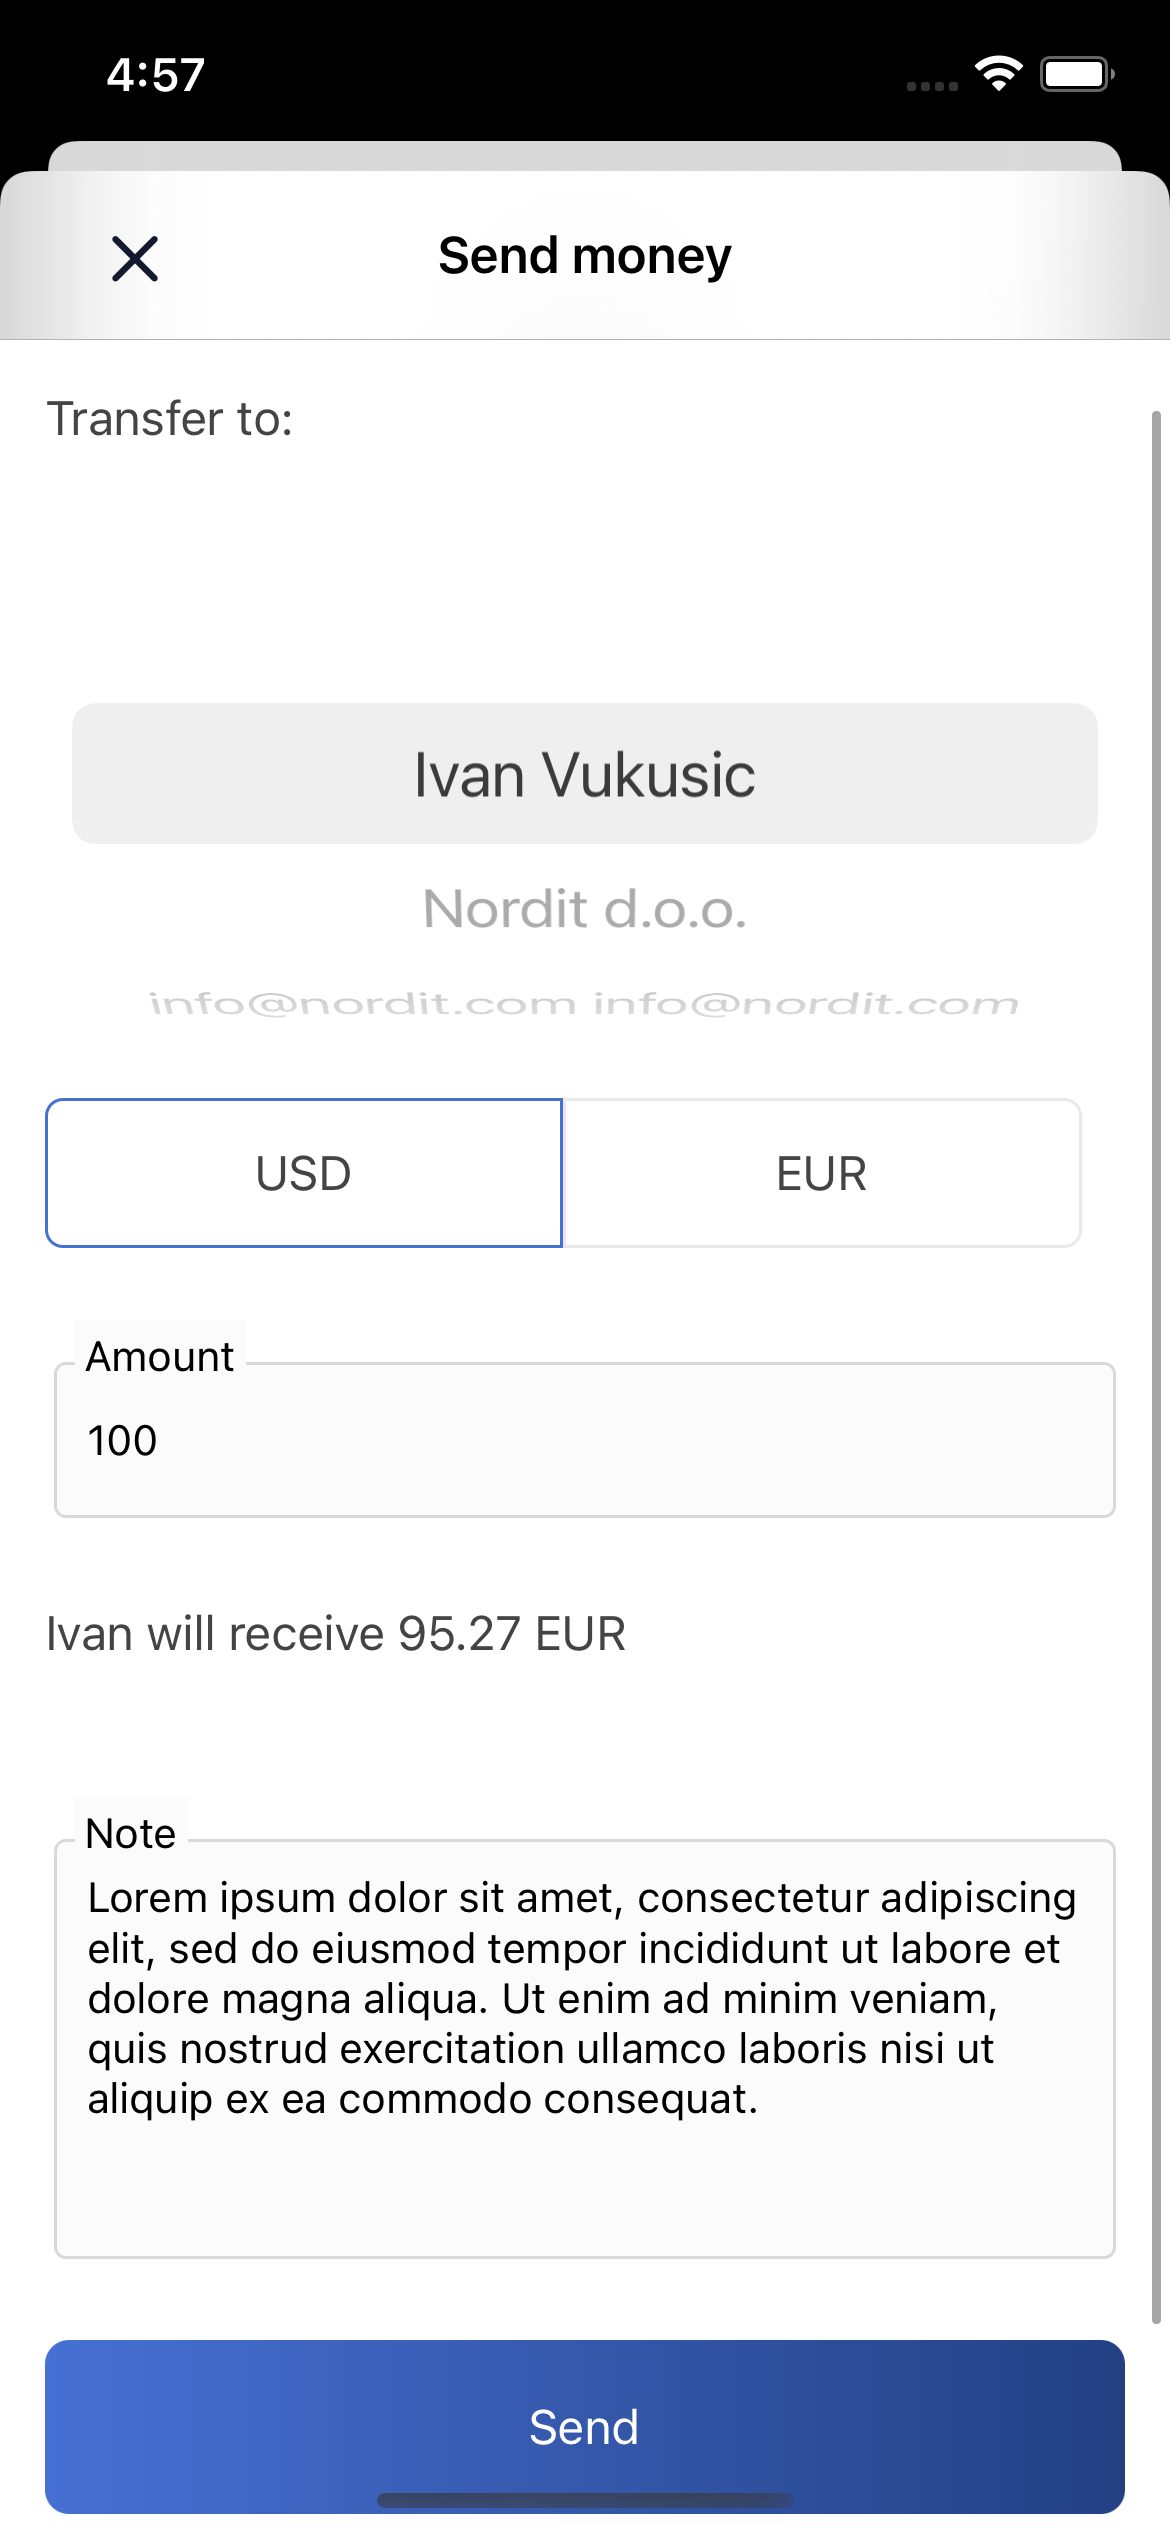 4:57
Send money
Transfer to:
Ivan Vukusic
Nordit d.o.o.
info@nordit.com info@nordit.com
USD
EUR
Amount
100
Ivan will receive 95.27 EUR
Note
Lorem ipsum dolor sit amet, consectetur adipiscing
elit, sed do eiusmod tempor incididunt ut labore et
dolore magna aliqua. Ut enim ad minim veniam,
quis nostrud exercitation ullamco laboris nisi ut
aliquip ex ea commodo consequat.
Send